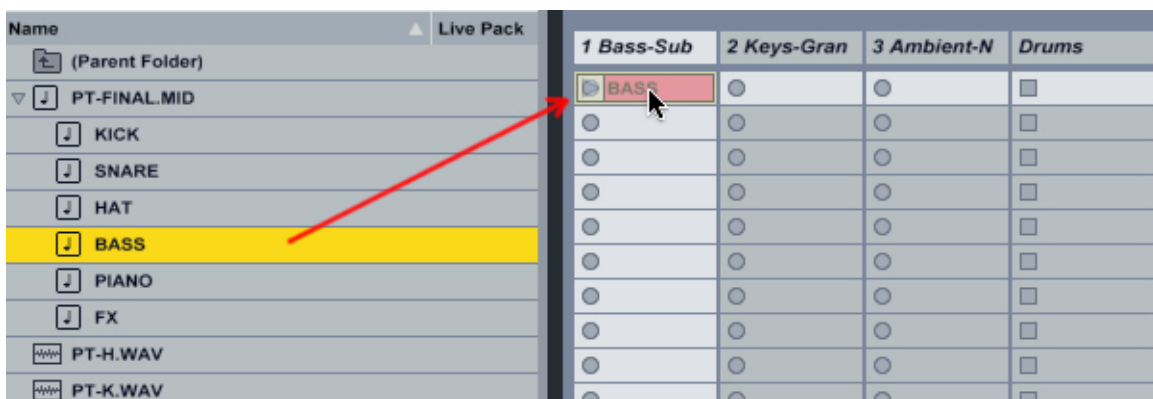 Name Live Pack
(Parent Folder)
PT-FINAL.MID
KICK
SNARE
HAT
BASS
PIANO
FX
PT-H.WAV
PT-K.WAV
1 Bass-Sub 2 Keys-Gran 3 Ambient-N Drums
BASS